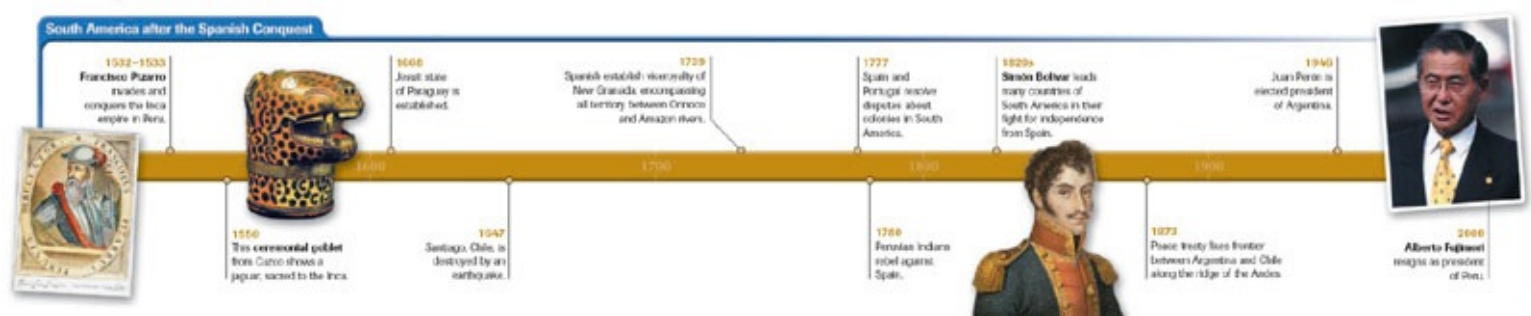 South America after the Spanish Conquest
1532–1533
Francisco Pizarro
invades and
conquers the Inca
empire in Peru.
1608
Jesuit state
of Paraguay is
established.
1739
Spanish establish viceroyalty of
New Granada, encompassing
all territory between Orinoco
and Amazon rivers.
1777
Spain and
Portugal resolve
disputes about
colonies in South
America.
1820s
Simón Bolívar leads
many countries of
South America in their
fight for independence
from Spain.
1946
Juan Perón is
elected president
of Argentina.
1600
1700
1800
1900
1550
This ceremonial goblet
from Cuzco shows a
jaguar, sacred to the Inca.
1647
Santiago, Chile, is
destroyed by an
earthquake.
1780
Peruvian Indians
rebel against
Spain.
1873
Peace treaty fixes frontier
between Argentina and Chile
along the ridge of the Andes.
2000
Alberto Fujimori
resigns as president
of Peru.